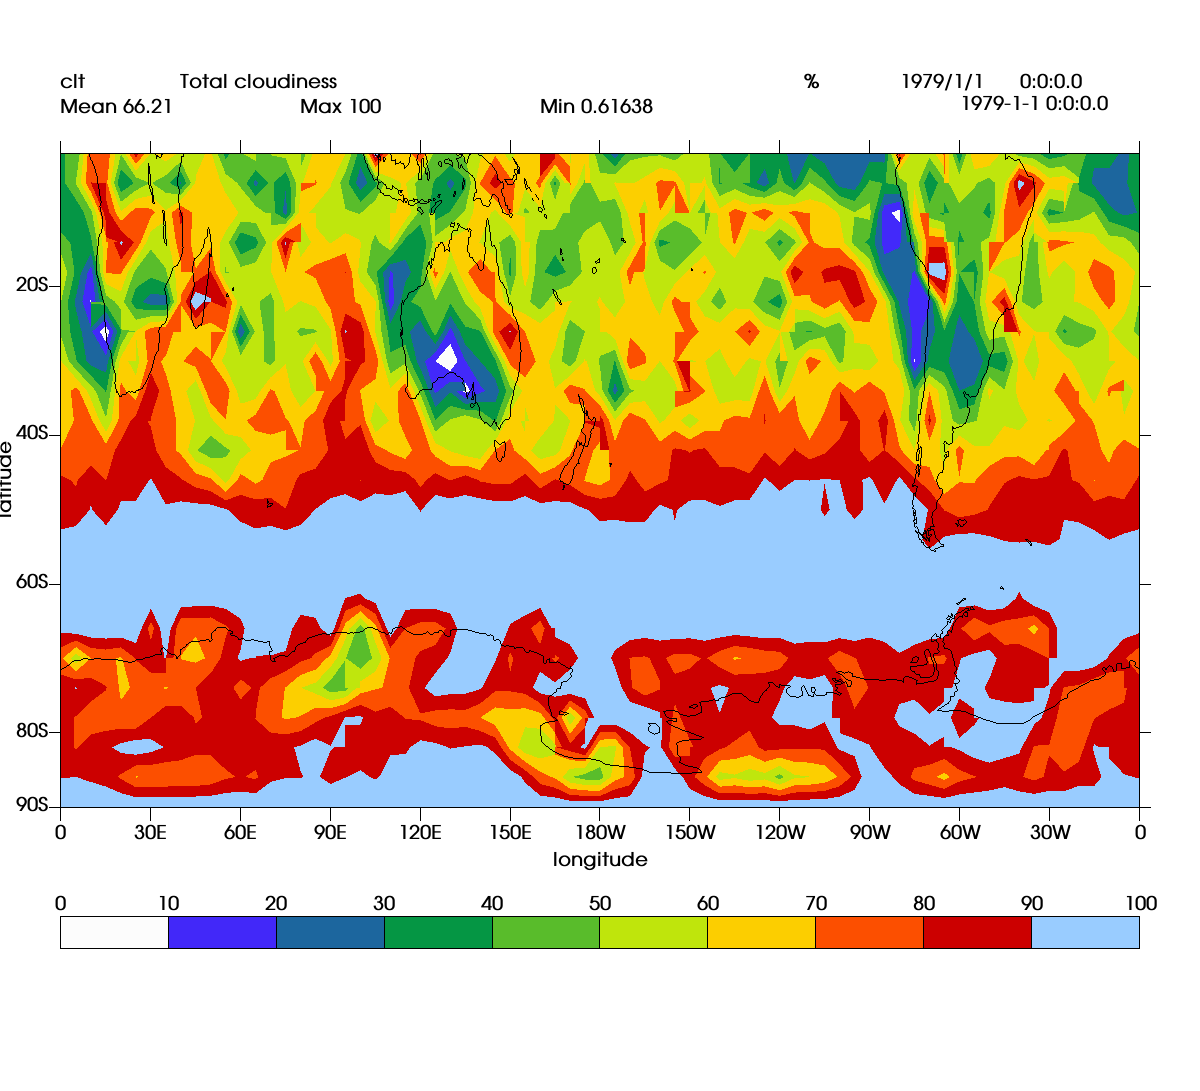 clt Total cloudiness % 1979/1/1 0:0:0.0
Mean 66.21 Max 100 Min 0.61638 1979-1-1 0:0:0.0
20S
40S
latitude
60S
80S
90S
0 30E 60E 90E 120E 150E 180W 150W 120W 90W 60W 30W 0
longitude
0 10 20 30 40 50 60 70 80 90 100